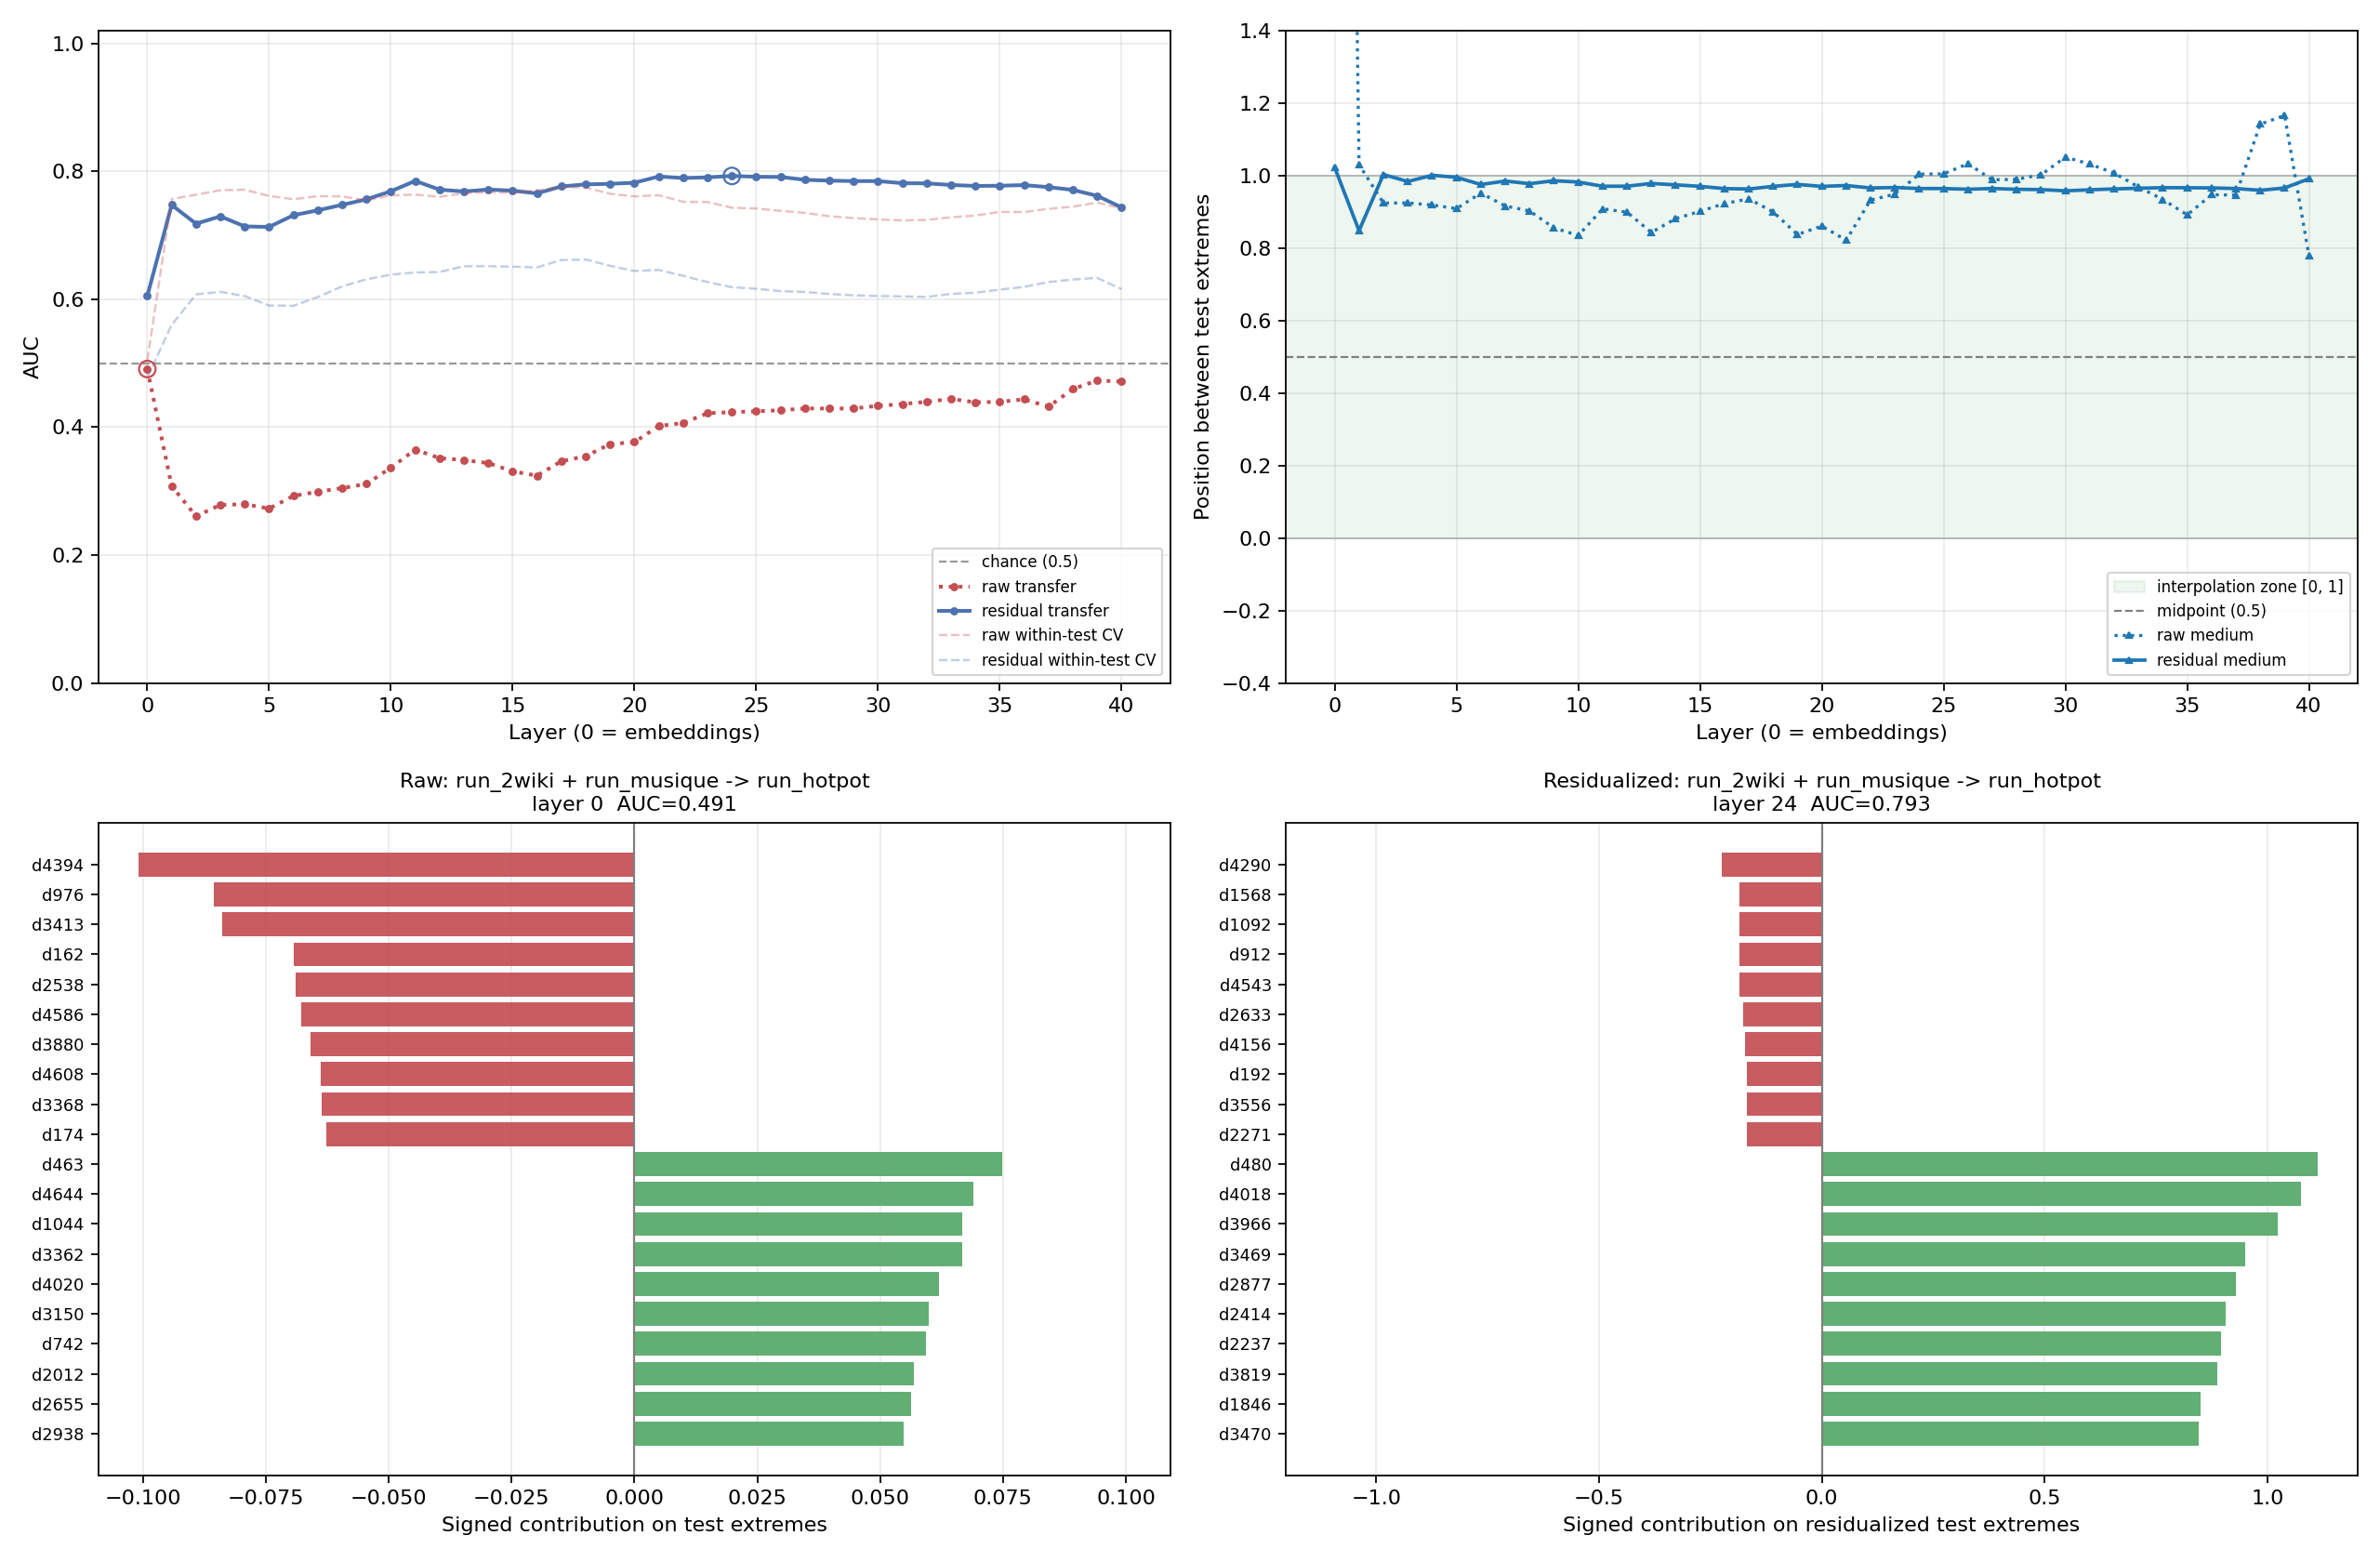 1.0
0.8
0.6
0.4
0.2
0.0
AUC
0 5 10 15 20 25 30 35 40
Layer (0 = embeddings)
chance (0.5)
raw transfer
residual transfer
raw within-test CV
residual within-test CV
1.4
1.2
1.0
0.8
0.6
0.4
0.2
0.0
−0.2
−0.4
Position between test extremes
0 5 10 15 20 25 30 35 40
Layer (0 = embeddings)
interpolation zone [0, 1]
midpoint (0.5)
raw medium
residual medium
Raw: run_2wiki + run_musique -> run_hotpot
layer 0  AUC=0.491
d4394
d976
d3413
d162
d2538
d4586
d3880
d4608
d3368
d174
d463
d4644
d1044
d3362
d4020
d3150
d742
d2012
d2655
d2938
−0.100 −0.075 −0.050 −0.025 0.000 0.025 0.050 0.075 0.100
Signed contribution on test extremes
Residualized: run_2wiki + run_musique -> run_hotpot
layer 24  AUC=0.793
d4290
d1568
d1092
d912
d4543
d2633
d4156
d192
d3556
d2271
d480
d4018
d3966
d3469
d2877
d2414
d2237
d3819
d1846
d3470
−1.0 −0.5 0.0 0.5 1.0
Signed contribution on residualized test extremes